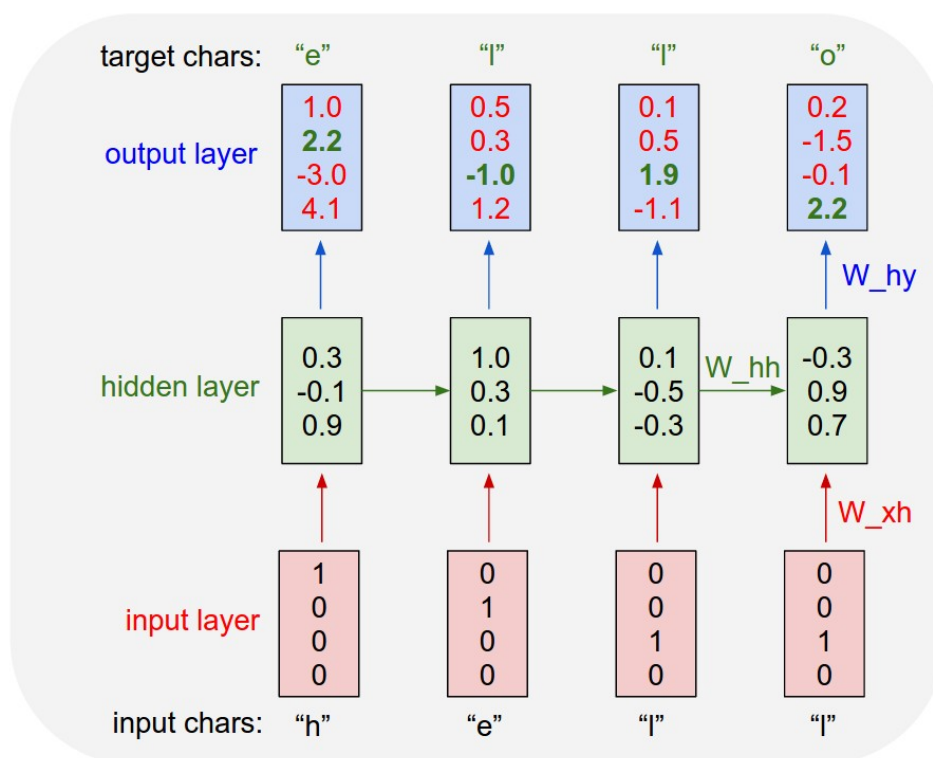 target chars: “e” “l” “l” “o”
1.0 0.5 0.1 0.2
2.2 0.3 0.5 -1.5
output layer
-3.0 -1.0 1.9 -0.1
4.1 1.2 -1.1 2.2
W_hy
0.3 1.0 0.1 -0.3
W_hh
hidden layer -0.1 0.3 -0.5 0.9
0.9 0.1 -0.3 0.7
W_xh
1 0 0 0
0 1 0 0
input layer
0 0 1 1
0 0 0 0
input chars: “h” “e” “l” “l”